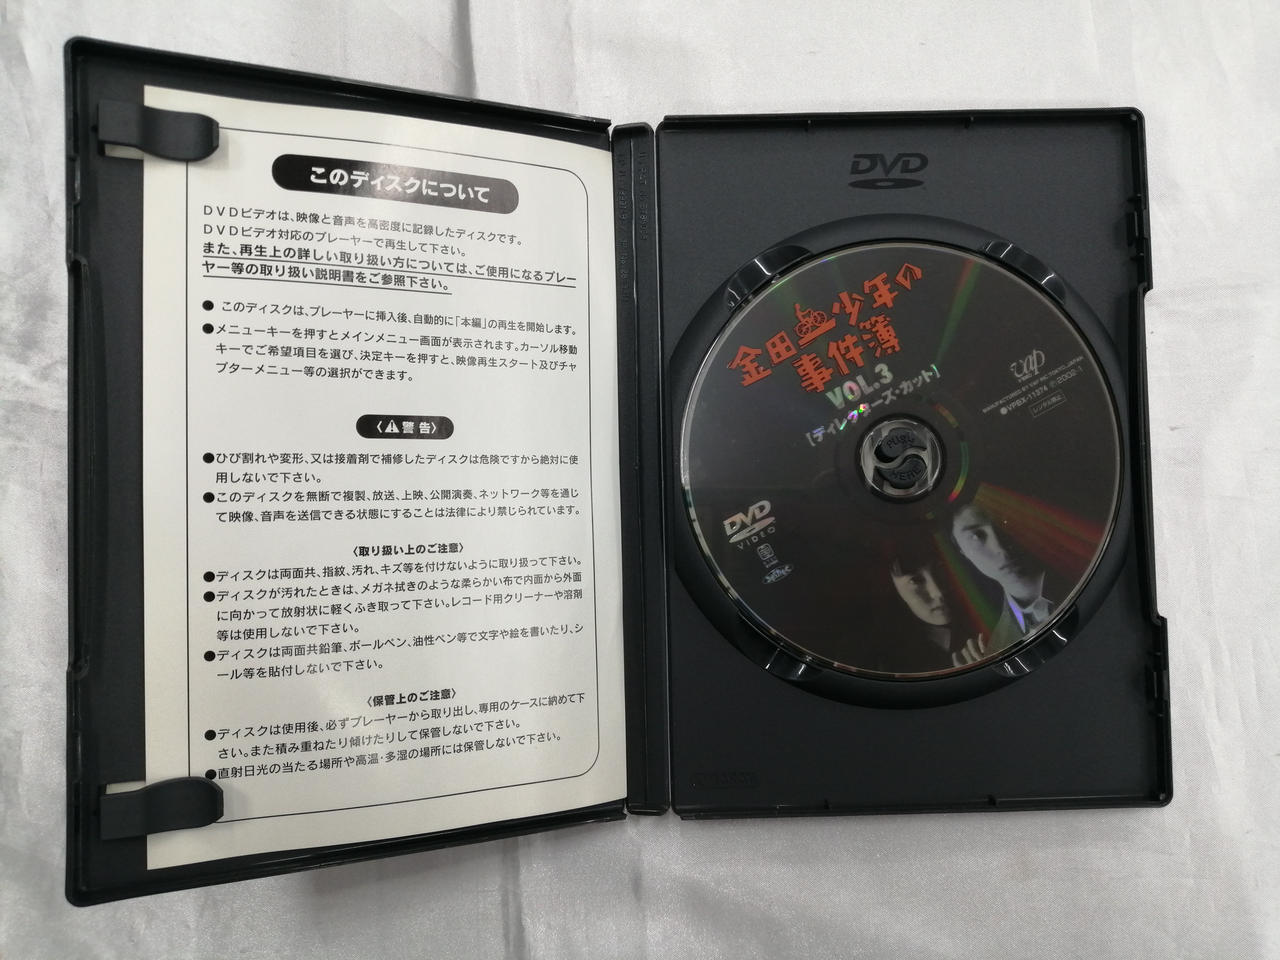 このディスクについて
DVDビデオは、映像と音声を高密度に記録したディスクです。
DVDビデオ対応のプレーヤーで再生して下さい。
また、再生上の詳しい取り扱い方については、ご使用になるプレー
ヤー等の取り扱い説明書をご参照下さい。
● このディスクは、プレーヤーに挿入後、自動的に「本編」の再生を開始します。
●メニューキーを押すとメインメニュー画面が表示されます。カーソル移動
キーでご希望項目を選び、決定キーを押すと、映像再生スタート及びチャ
プターメニュー等の選択ができます。
〈⚠警告〉
●ひび割れや変形、又は接着剤で補修したディスクは危険ですから絶対に使
用しないで下さい。
●このディスクを無断で複製、放送、上映、公開演奏、ネットワーク等を通じ
て映像、音声を送信できる状態にすることは法律により禁じられています。
〈取り扱い上のご注意〉
●ディスクは両面共、指紋、汚れ、キズ等を付けないように取り扱って下さい。
●ディスクが汚れたときは、メガネ拭きのような柔らかい布で内面から外面
に向かって放射状に軽くふき取って下さい。レコード用クリーナーや溶剤
等は使用しないで下さい。
●ディスクは両面共鉛筆、ボールペン、油性ペン等で文字や絵を書いたり、シ
ール等を貼付しないで下さい。
〈保管上のご注意〉
●ディスクは使用後、必ずプレーヤーから取り出し、専用のケースに納めて下
さい。また積み重ねたり傾けたりして保管しないで下さい。
●直射日光の当たる場所や高温・多湿の場所には保管しないで下さい。
DVD
金田一少年の
事件簿
VOL.3
[ディレクターズ・カット]
vap
VIDEO
MANUFACTURED BY VAP INC. TOKYO, JAPAN
●VPBX-11374 ℗2002・1
レンタル禁止
PUSH
HERE
DVD
VIDEO